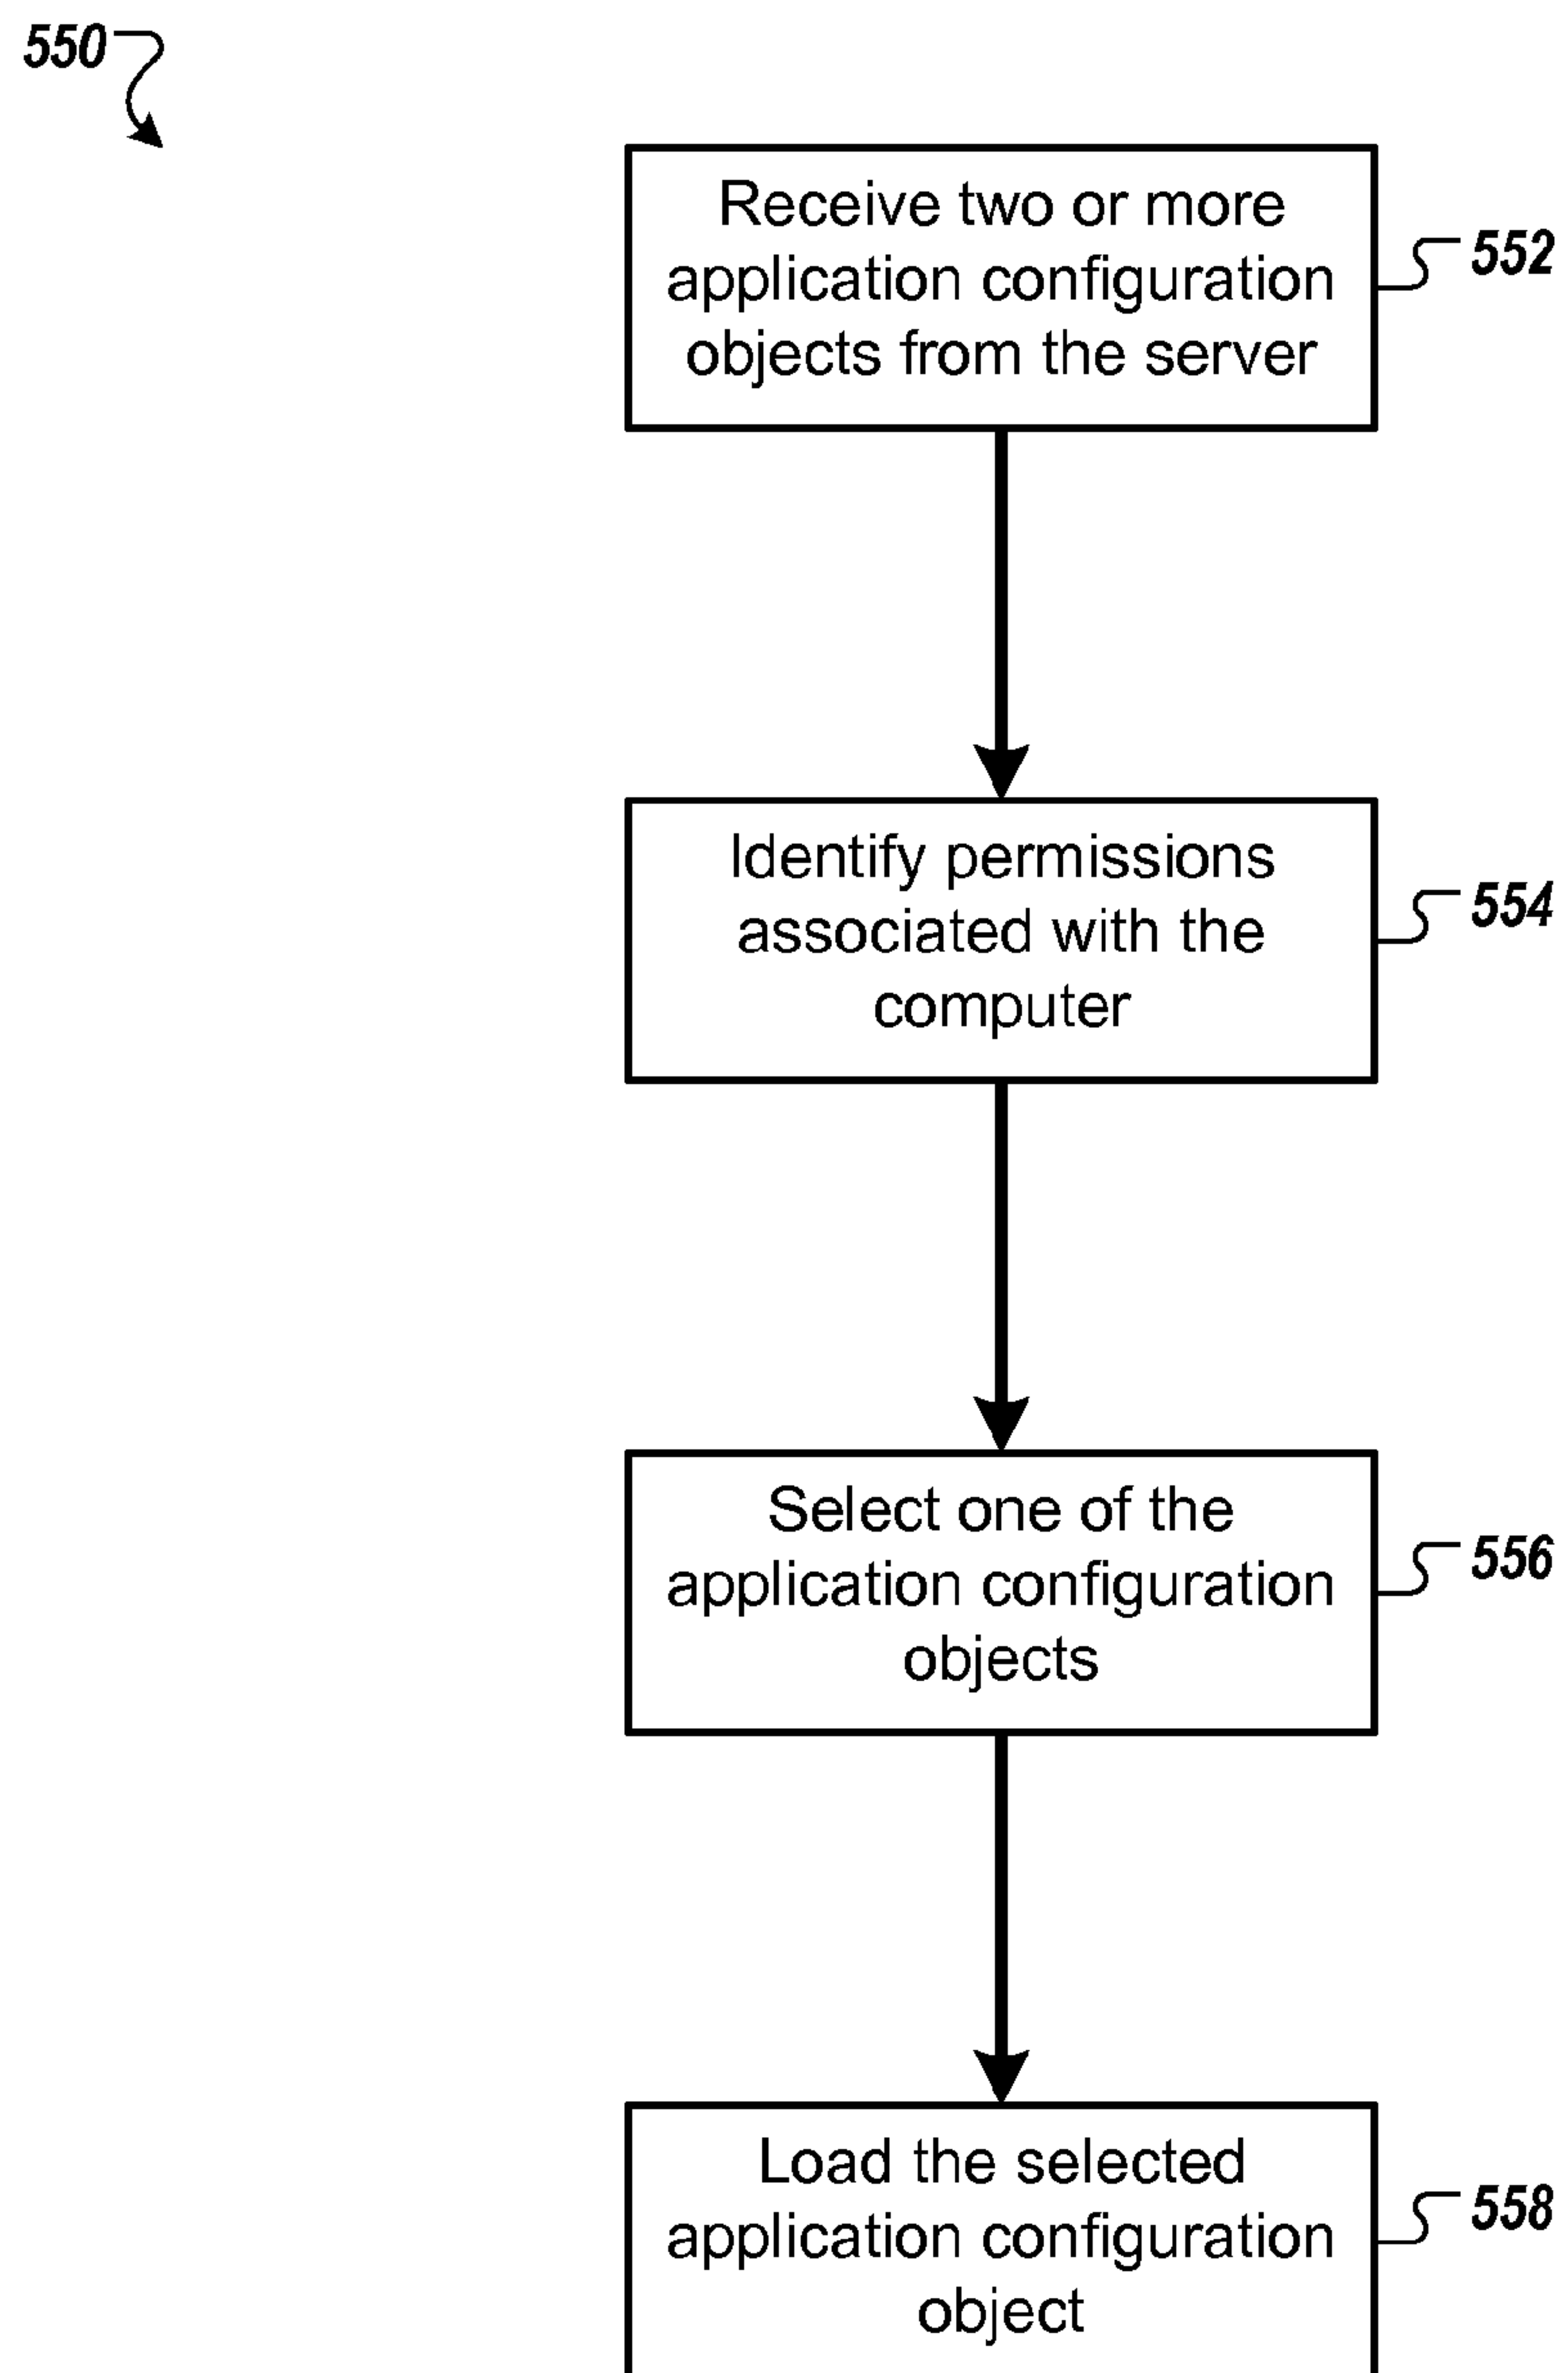 550
Receive two or more
application configuration
objects from the server
552
Identify permissions
associated with the
computer
554
Select one of the
application configuration
objects
556
Load the selected
application configuration
object
558